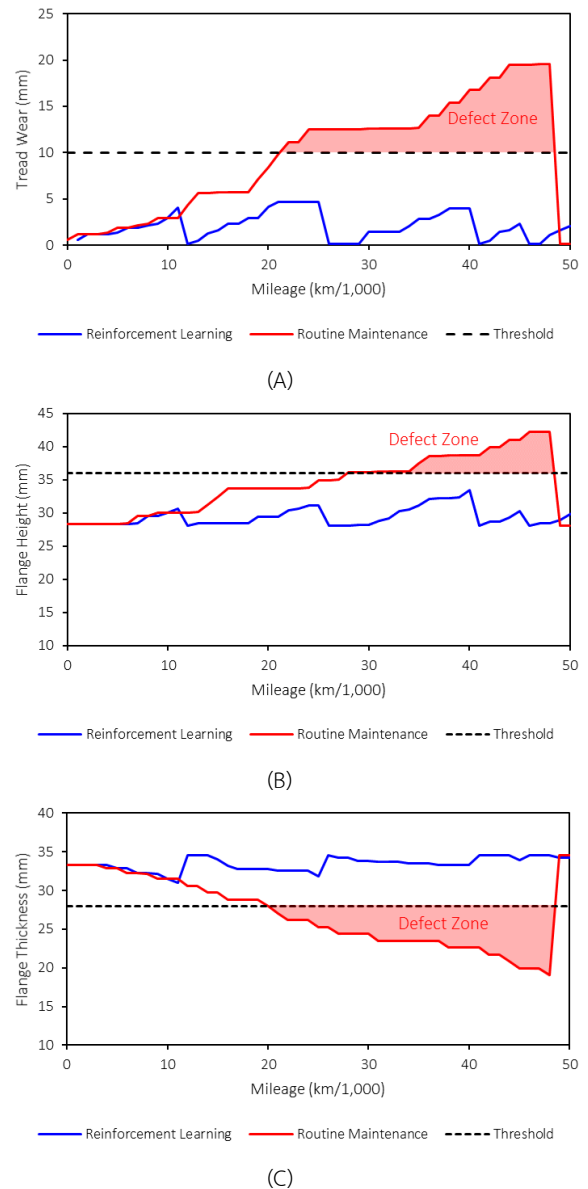 25
20
15
10
5
0
Tread Wear (mm)
Defect Zone
0 10 20 30 40 50
Mileage (km/1,000)
Reinforcement Learning Routine Maintenance Threshold
(A)
45
40
35
30
25
20
15
10
Flange Height (mm)
Defect Zone
0 10 20 30 40 50
Mileage (km/1,000)
Reinforcement Learning Routine Maintenance Threshold
(B)
40
35
30
25
20
15
10
Flange Thickness (mm)
Defect Zone
0 10 20 30 40 50
Mileage (km/1,000)
Reinforcement Learning Routine Maintenance Threshold
(C)